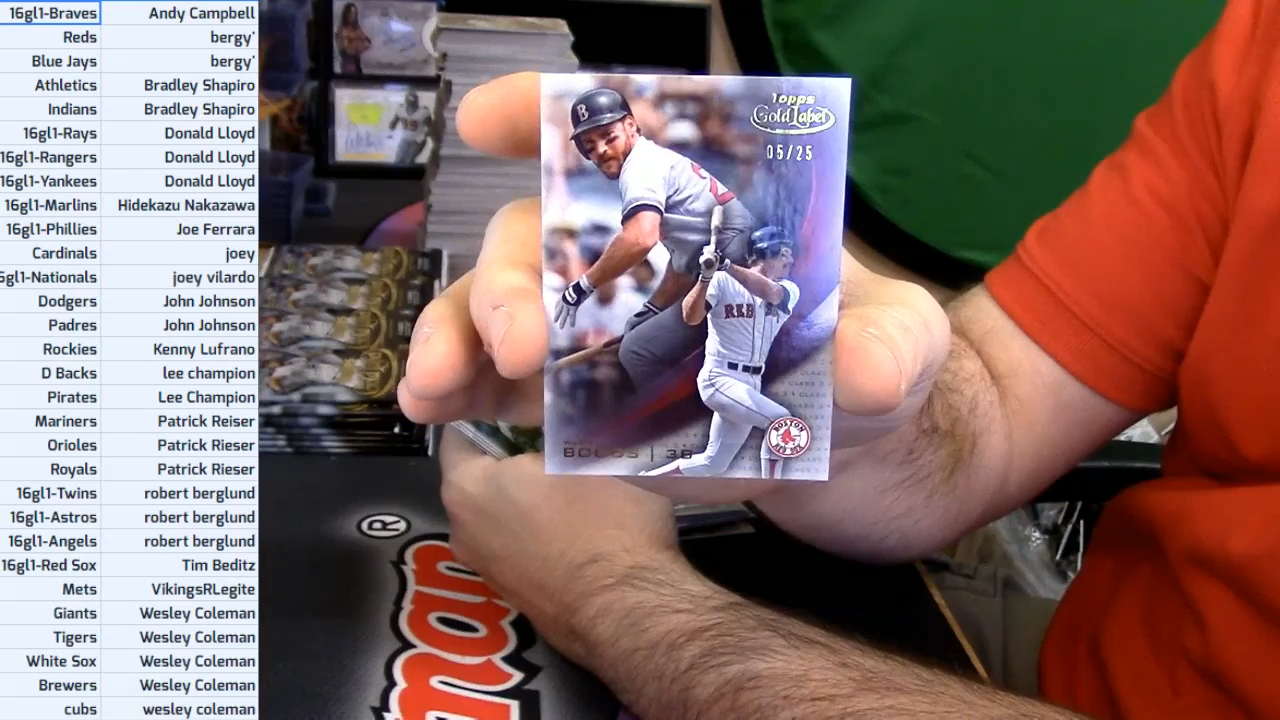 16gl1-Braves Andy Campbell
Reds bergy'
Blue Jays bergy'
Athletics Bradley Shapiro
Indians Bradley Shapiro
16gl1-Rays Donald Lloyd
16gl1-Rangers Donald Lloyd
16gl1-Yankees Donald Lloyd
16gl1-Marlins Hidekazu Nakazawa
16gl1-Phillies Joe Ferrara
Cardinals joey
6gl1-Nationals joey vilardo
Dodgers John Johnson
Padres John Johnson
Rockies Kenny Lufrano
D Backs lee champion
Pirates Lee Champion
Mariners Patrick Reiser
Orioles Patrick Rieser
Royals Patrick Rieser
16gl1-Twins robert berglund
16gl1-Astros robert berglund
16gl1-Angels robert berglund
16gl1-Red Sox Tim Beditz
Mets VikingsRLegite
Giants Wesley Coleman
Tigers Wesley Coleman
White Sox Wesley Coleman
Brewers Wesley Coleman
cubs wesley coleman
Topps
Gold Label
05/25
B
2
RED
BOGGS | 3B
BOSTON
RED SOX
CLASS
®